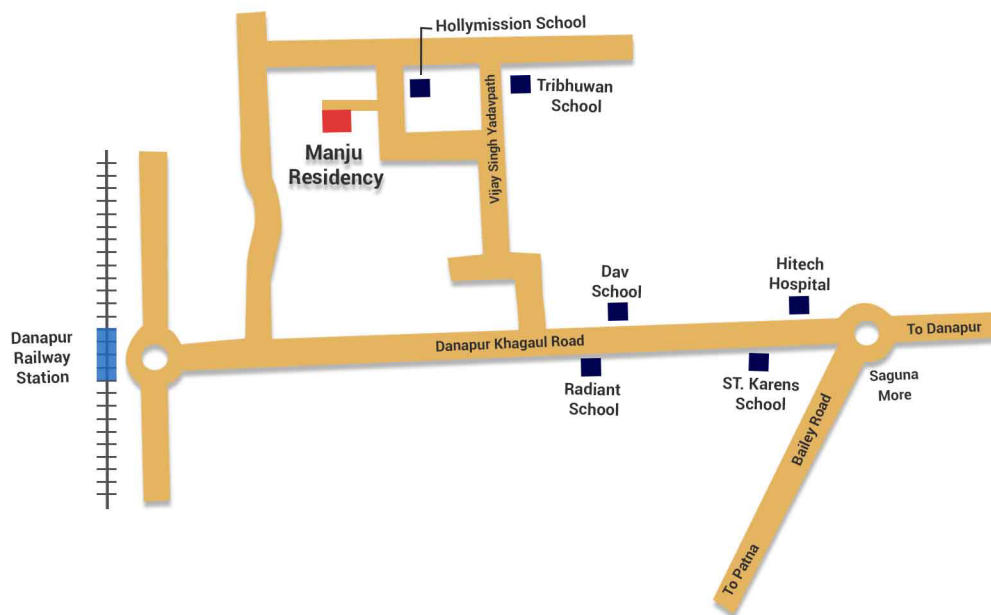 Hollymission School
Tribhuwan
School
Manju
Residency
Vijay Singh Yadavpath
Dav
School
Hitech
Hospital
Danapur
Railway
Station
Danapur Khagaul Road
To Danapur
Radiant
School
ST. Karens
School
Saguna
More
Bailey Road
To Patna